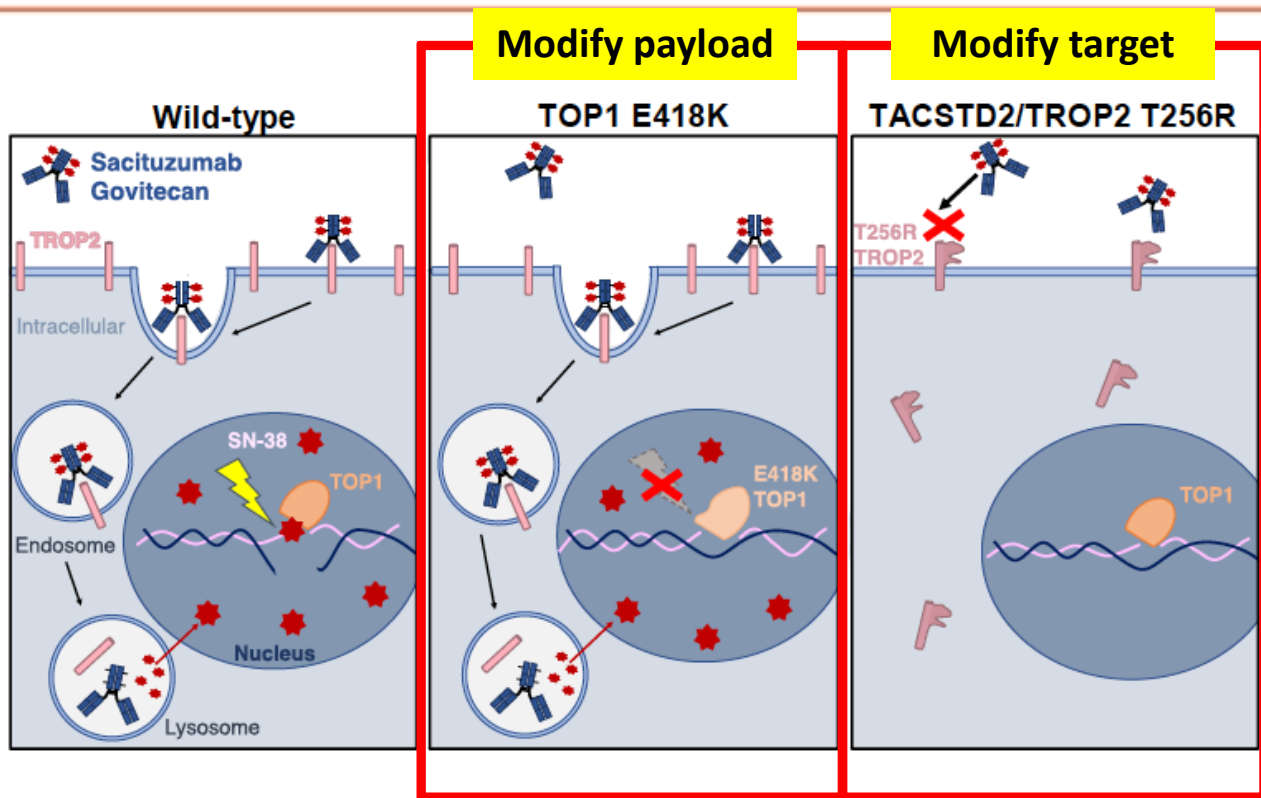 Modify payload
Modify target
Wild-type
TOP1 E418K
TACSTD2/TROP2 T256R
Sacituzumab
Govitecan
TROP2
Intracellular
SN-38
TOP1
Endosome
Nucleus
Lysosome
E418K
TOP1
T256R
TROP2
TOP1